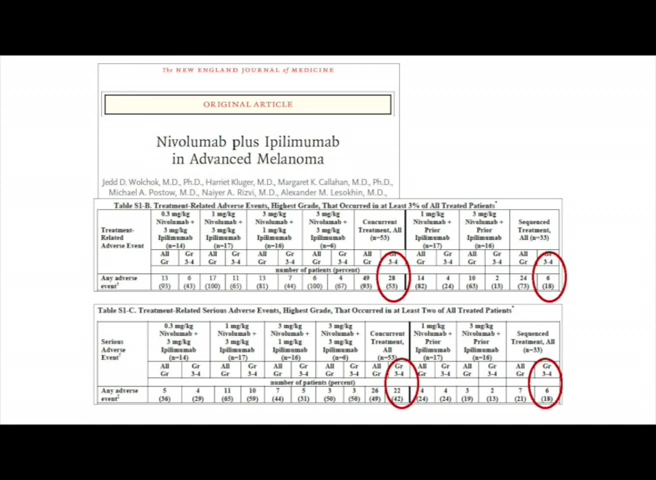 The NEW ENGLAND JOURNAL of MEDICINE
ORIGINAL ARTICLE
Nivolumab plus Ipilimumab
in Advanced Melanoma
Jedd D. Wolchok, M.D., Ph.D., Harriet Kluger, M.D., Margaret K. Callahan, M.D., Ph.D.,
Michael A. Postow, M.D., Naiyer A. Rizvi, M.D., Alexander M. Lesokhin, M.D.,
Table S1-B. Treatment-Related Adverse Events, Highest Grade, That Occurred in at Least 3% of All Treated Patients*
Treatment-Related Adverse Event
0.3 mg/kg Nivolumab + 3 mg/kg Ipilimumab (n=14)
1 mg/kg Nivolumab + 3 mg/kg Ipilimumab (n=17)
3 mg/kg Nivolumab + 1 mg/kg Ipilimumab (n=16)
3 mg/kg Nivolumab + 3 mg/kg Ipilimumab (n=6)
Concurrent Treatment, All (n=53)
1 mg/kg Nivolumab + Prior Ipilimumab (n=17)
3 mg/kg Nivolumab + Prior Ipilimumab (n=16)
Sequenced Treatment, All (n=33)
All Gr 3-4 All Gr 3-4 All Gr 3-4 All Gr 3-4 All Gr 3-4 All Gr 3-4 All Gr 3-4 All Gr 3-4
number of patients (percent)
Any adverse 13 6 17 11 13 7 6 4 49 28 14 4 10 2 24 6
event (93) (43) (100) (65) (81) (44) (100) (67) (93) (53) (82) (24) (63) (13) (73) (18)
Table S1-C. Treatment-Related Serious Adverse Events, Highest Grade, That Occurred in at Least Two of All Treated Patients*
Serious Adverse Event
0.3 mg/kg Nivolumab + 3 mg/kg Ipilimumab (n=14)
1 mg/kg Nivolumab + 3 mg/kg Ipilimumab (n=17)
3 mg/kg Nivolumab + 1 mg/kg Ipilimumab (n=16)
3 mg/kg Nivolumab + 3 mg/kg Ipilimumab (n=6)
Concurrent Treatment, All (n=53)
1 mg/kg Nivolumab + Prior Ipilimumab (n=17)
3 mg/kg Nivolumab + Prior Ipilimumab (n=16)
Sequenced Treatment, All (n=33)
All Gr 3-4 All Gr 3-4 All Gr 3-4 All Gr 3-4 All Gr 3-4 All Gr 3-4 All Gr 3-4 All Gr 3-4
number of patients (percent)
Any adverse 5 4 11 10 7 5 3 3 26 22 4 4 3 2 7 6
event (36) (29) (65) (59) (44) (31) (50) (50) (49) (42) (24) (24) (19) (13) (21) (18)